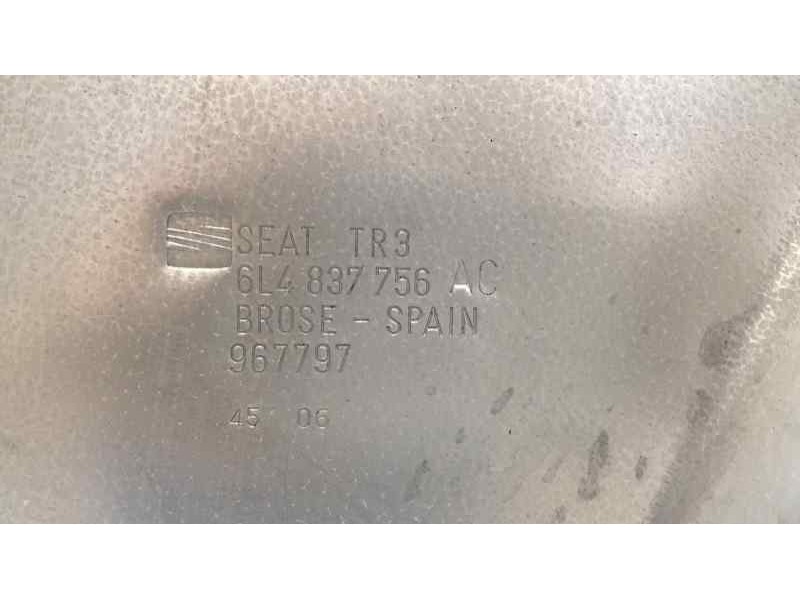 SEAT TR3
6L4 837 756 AC
BROSE - SPAIN
967797
45 06